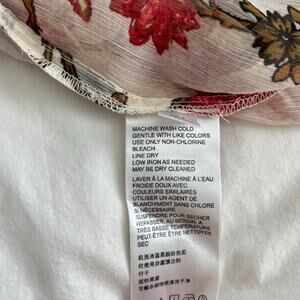 MACHINE WASH COLD
GENTLE WITH LIKE COLORS
USE ONLY NON-CHLORINE
BLEACH
LINE DRY
LOW IRON AS NEEDED
MAY BE DRY CLEANED
LAVER À LA MACHINE À L'EAU
FROIDE DOUX AVEC
COULEURS SIMILAIRES
UTILISER UN AGENT DE
BLANCHIMENT SANS CHLORE
SI NÉCESSAIRE
SUSPENDRE POUR SÉCHER
REPASSER, AU BESOIN, À
TRÈS BASSE TEMPÉRATURE
PEUT-ÊTRE ÊTRE NETTOYÉE
SEC